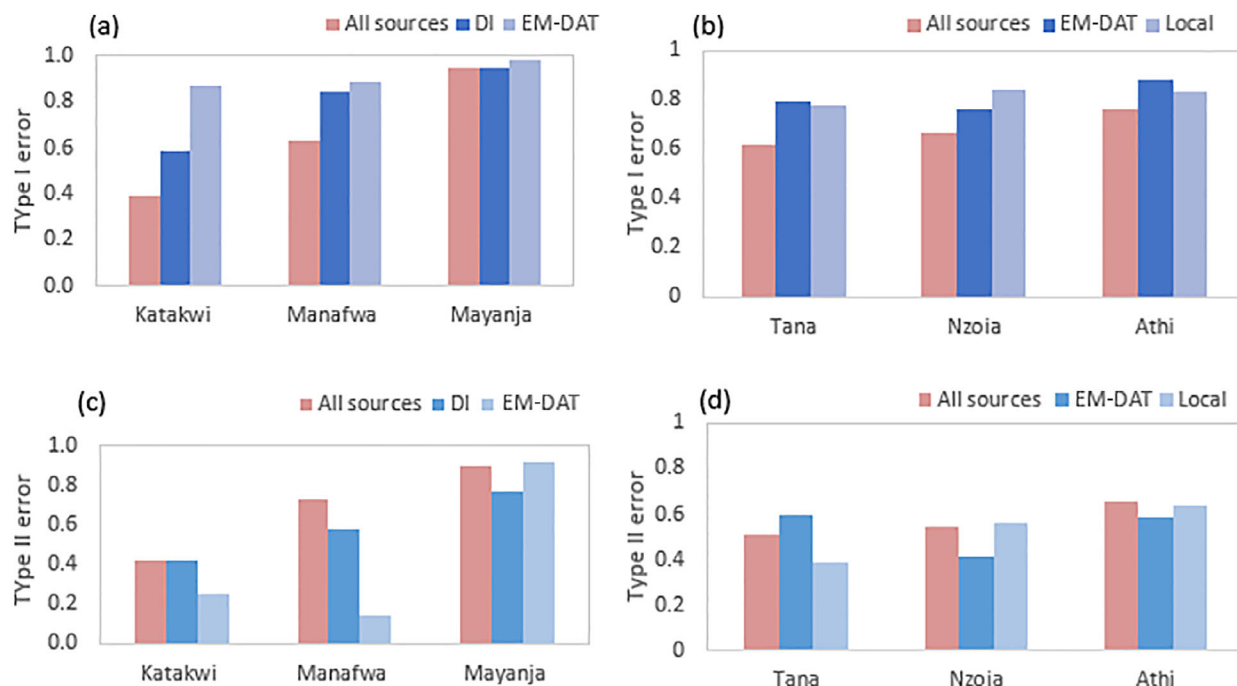 (a)
All sources DI EM-DAT
TYpe I error
1.0
0.8
0.6
0.4
0.2
0.0
Katakwi Manafwa Mayanja
(b)
All sources EM-DAT Local
Type I error
1
0.8
0.6
0.4
0.2
0
Tana Nzoia Athi
(c)
All sources DI EM-DAT
TYpe II error
1.0
0.8
0.6
0.4
0.2
0.0
Katakwi Manafwa Mayanja
(d)
All sources EM-DAT Local
Type II error
1
0.8
0.6
0.4
0.2
0
Tana Nzoia Athi